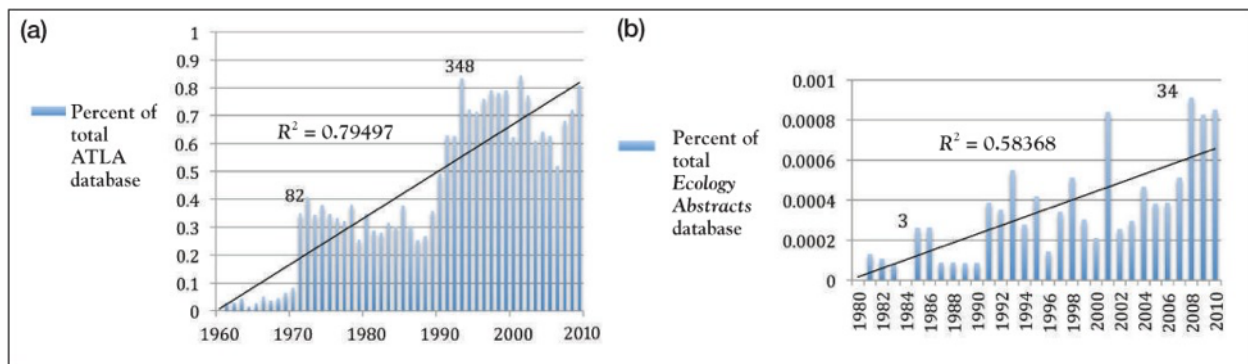 (a)
1
0.9
0.8
0.7
0.6
0.5
0.4
0.3
0.2
0.1
0
348
82
R² = 0.79497
Percent of
total
ATLA
database
1960 1970 1980 1990 2000 2010
(b)
0.001
0.0008
0.0006
0.0004
0.0002
0
34
3
R² = 0.58368
Percent of
total
Ecology
Abstracts
database
1980 1982 1984 1986 1988 1990 1992 1994 1996 1998 2000 2002 2004 2006 2008 2010